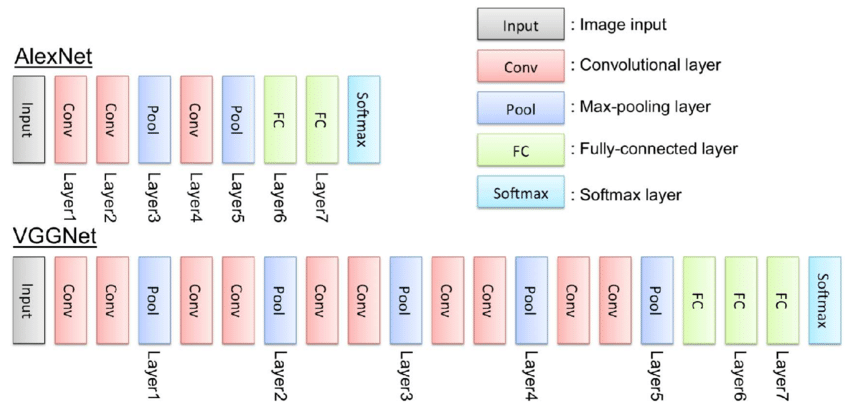 Input : Image input
AlexNet
Conv : Convolutional layer
Pool : Max-pooling layer
FC : Fully-connected layer
Softmax : Softmax layer
Input Conv Conv Pool Conv Pool FC FC Softmax
Layer1 Layer2 Layer3 Layer4 Layer5 Layer6 Layer7
VGGNet
Input Conv Conv Pool Conv Conv Pool Conv Conv Pool Conv Conv Pool Conv Conv Pool FC FC FC Softmax
Layer1 Layer2 Layer3 Layer4 Layer5 Layer6 Layer7